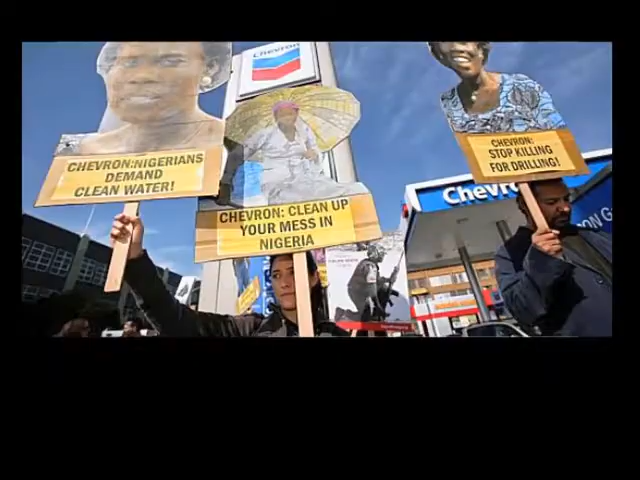 Chevron
CHEVRON:NIGERIANS
DEMAND
CLEAN WATER!
CHEVRON: CLEAN UP
YOUR MESS IN
NIGERIA
CHEVRON:
STOP KILLING
FOR DRILLING!
Chevron